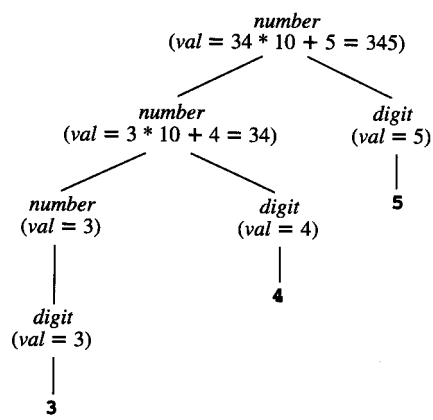 number
(val = 34 * 10 + 5 = 345)
number
(val = 3 * 10 + 4 = 34)
digit
(val = 5)
number
(val = 3)
digit
(val = 4)
5
4
digit
(val = 3)
3